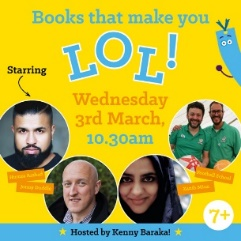 Books that make you
LOL!
Starring
Wednesday
3rd March,
10.30am
7+
Hosted by Kenny Baraka!